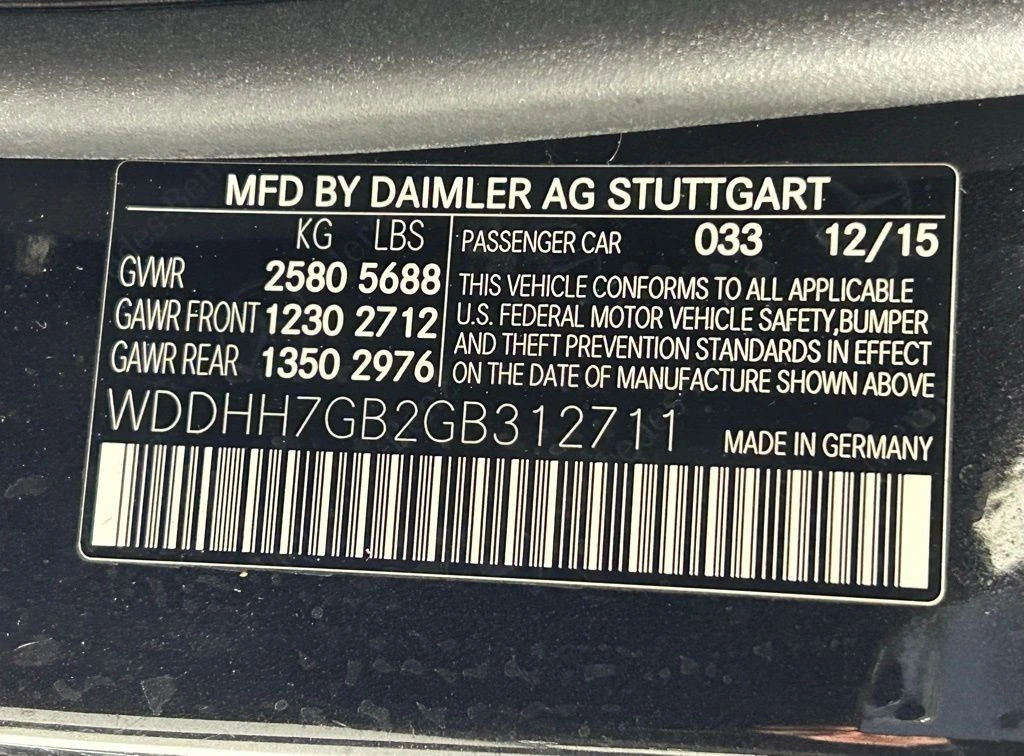 MFD BY DAIMLER AG STUTTGART
KG LBS
GVWR 2580 5688
GAWR FRONT 1230 2712
GAWR REAR 1350 2976
PASSENGER CAR 033 12/15
THIS VEHICLE CONFORMS TO ALL APPLICABLE
U.S. FEDERAL MOTOR VEHICLE SAFETY,BUMPER
AND THEFT PREVENTION STANDARDS IN EFFECT
ON THE DATE OF MANUFACTURE SHOWN ABOVE
WDDHH7GB2GB312711 MADE IN GERMANY